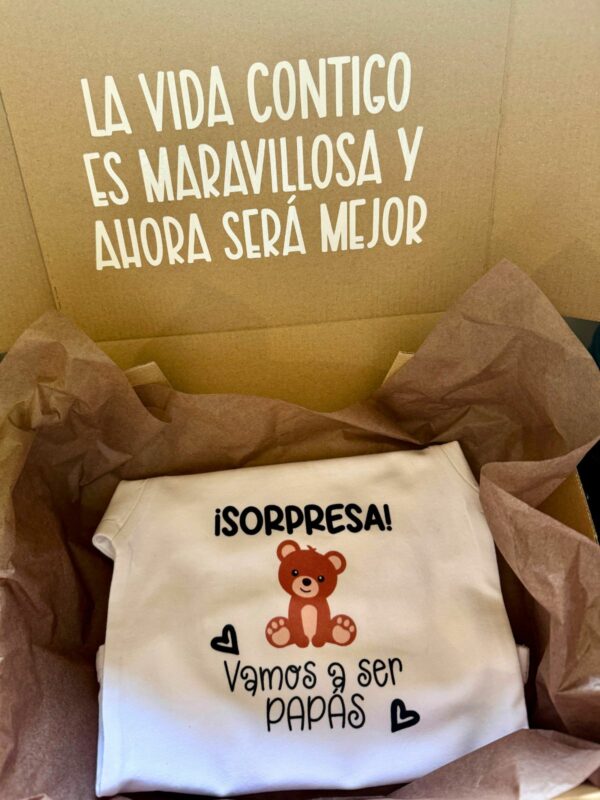 LA VIDA CONTIGO
ES MARAVILLOSA Y
AHORA SERÁ MEJOR
¡SORPRESA!
Vamos a ser
PAPÁS